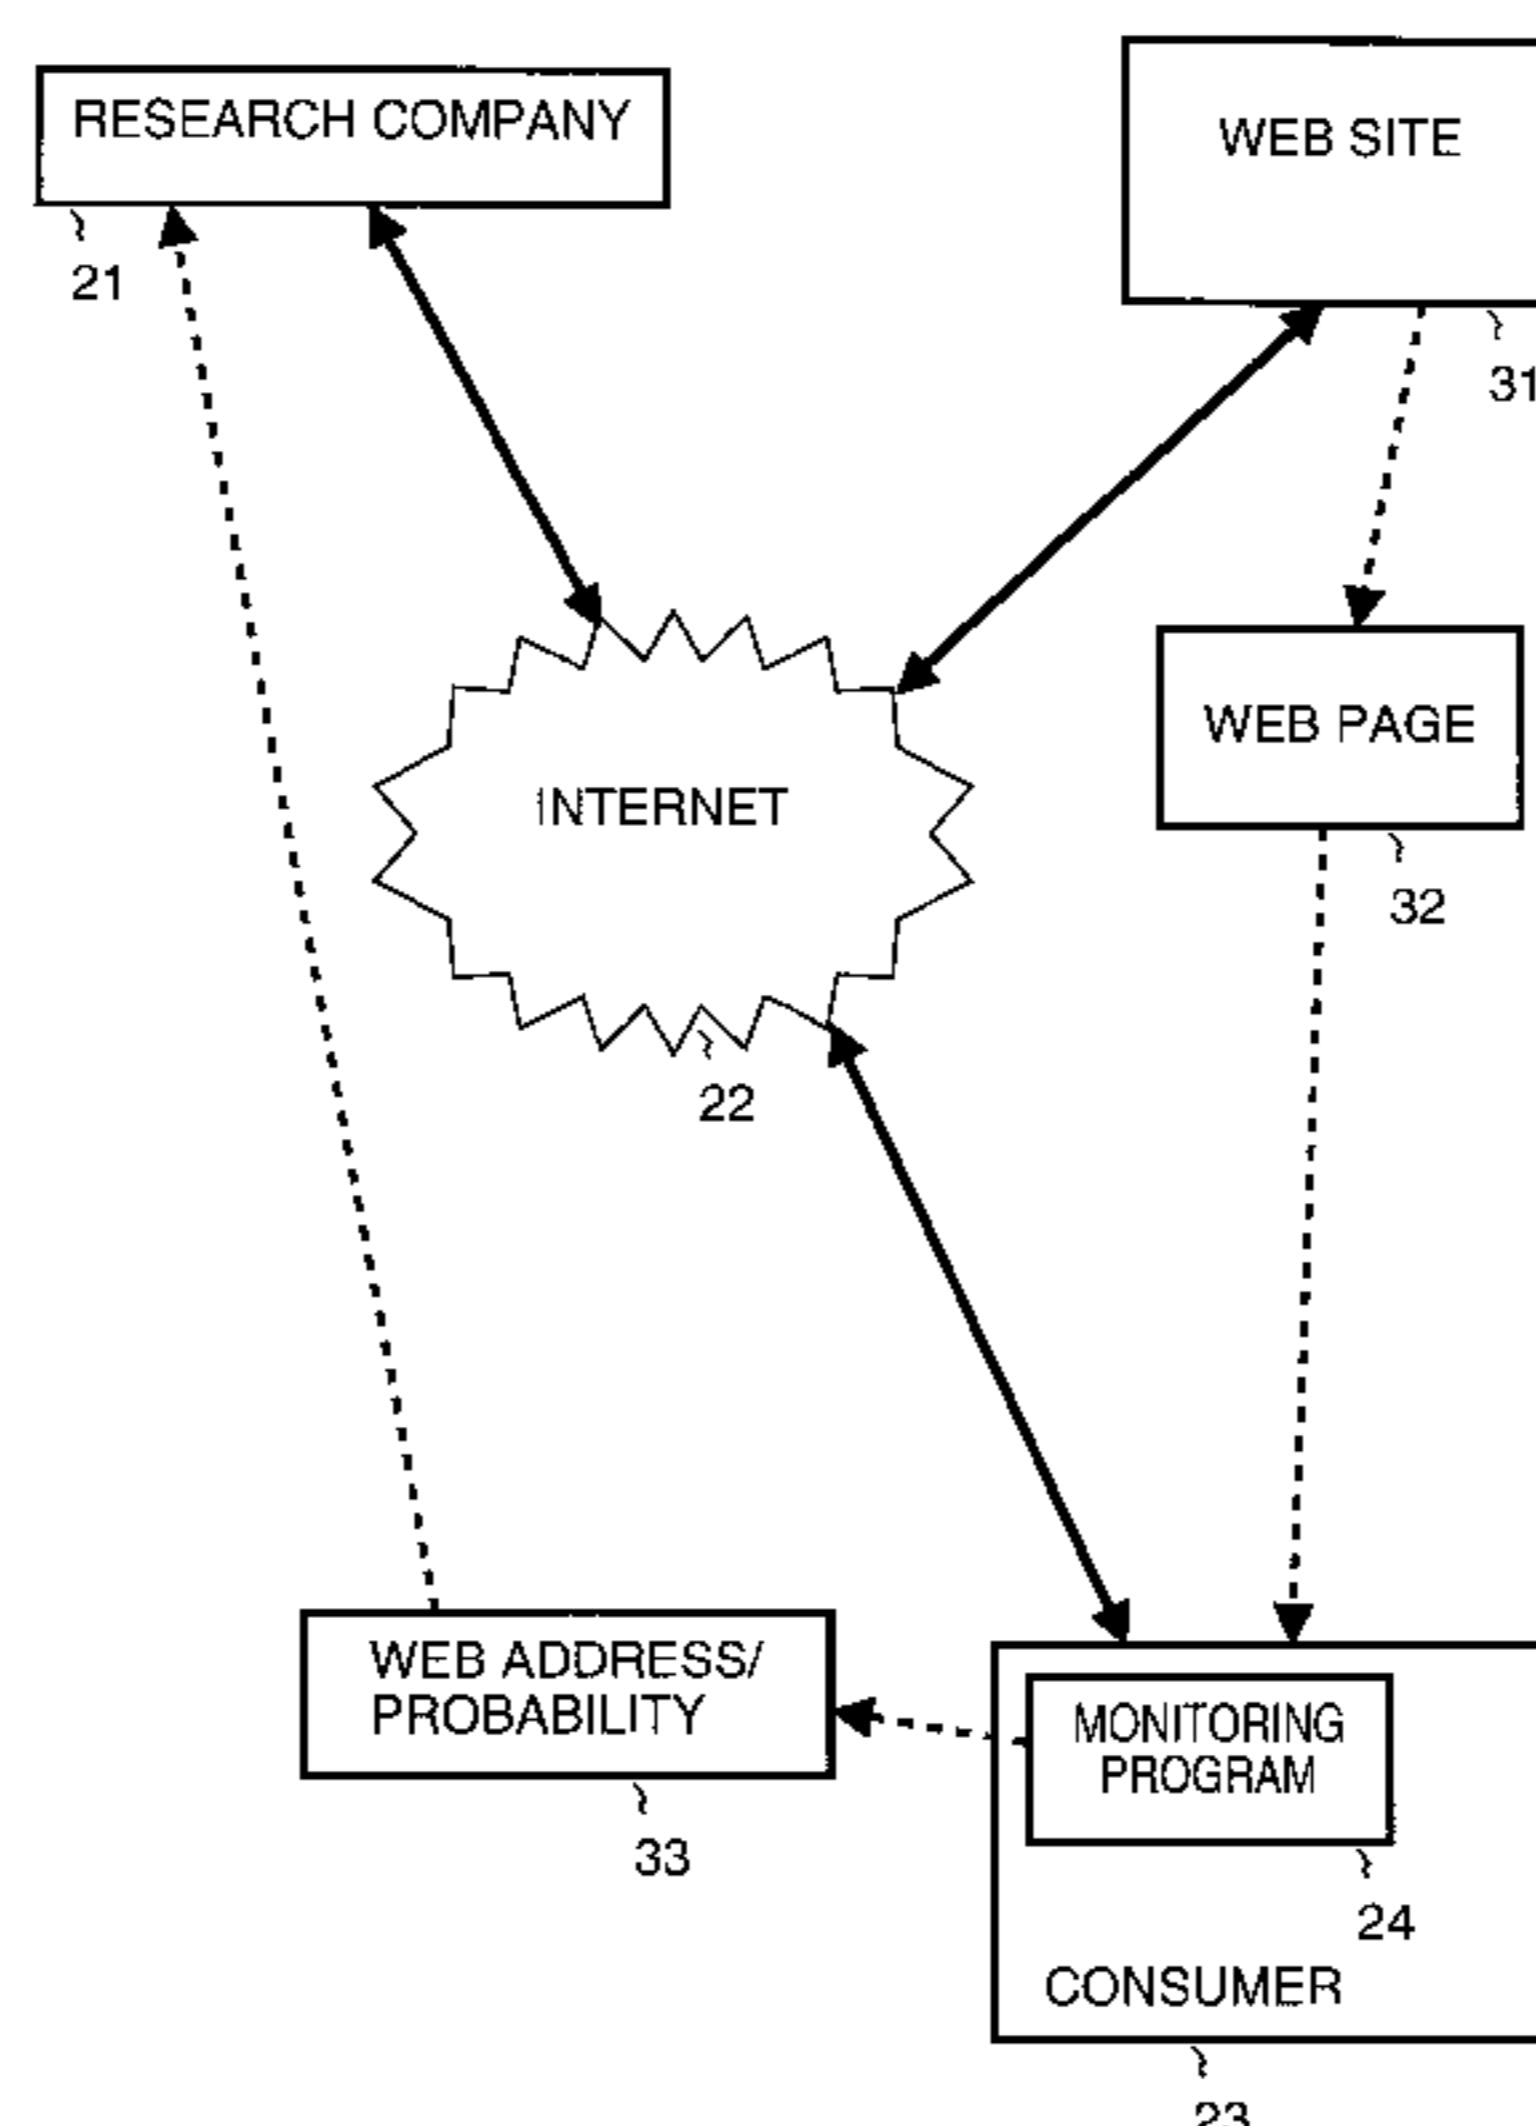 RESEARCH COMPANY
21
WEB SITE
31
WEB PAGE
32
INTERNET
22
WEB ADDRESS/
PROBABILITY
33
MONITORING
PROGRAM
24
CONSUMER
23